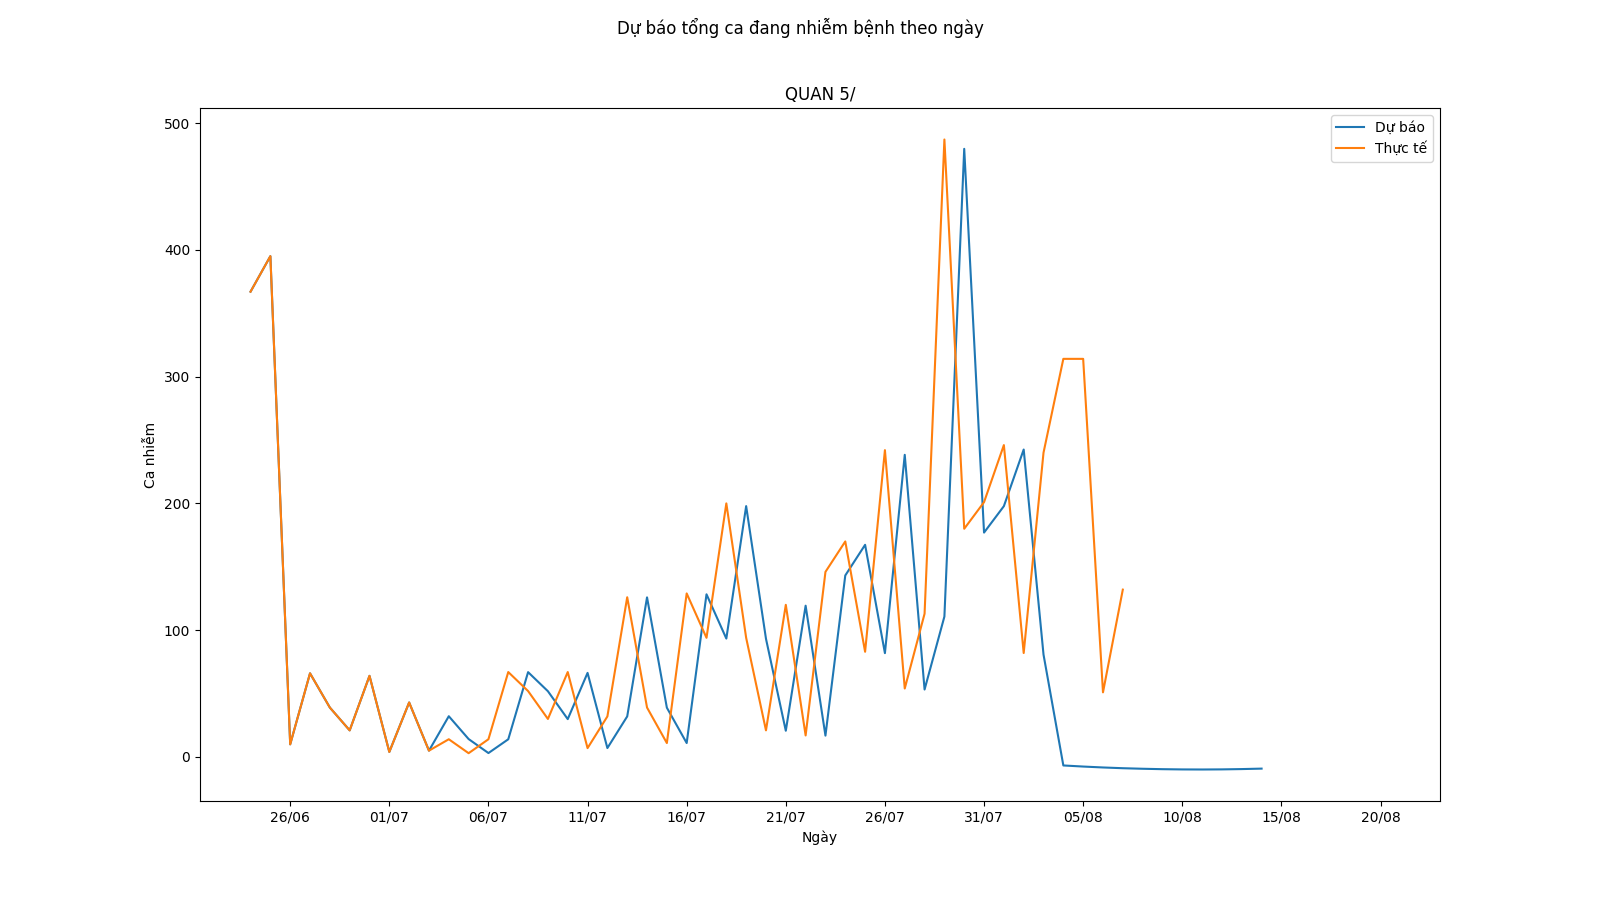 Dự báo tổng ca đang nhiễm bệnh theo ngày
QUAN 5/
Dự báo
Thực tế
500
400
300
200
100
0
Ca nhiễm
26/06 01/07 06/07 11/07 16/07 21/07 26/07 31/07 05/08 10/08 15/08 20/08
Ngày